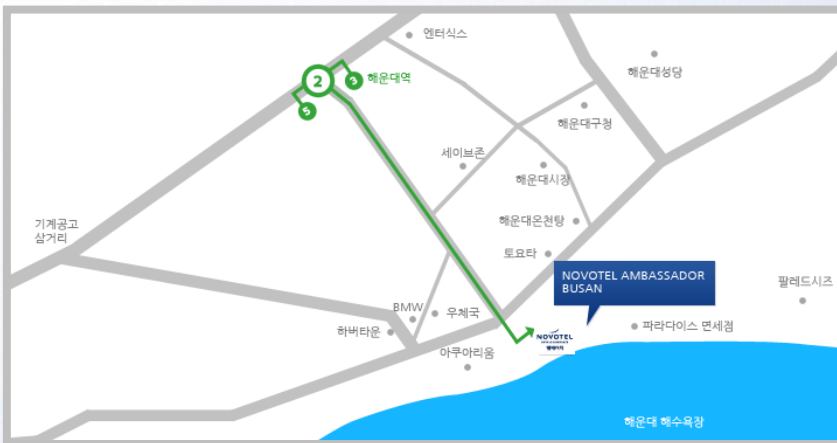 엔터식스
2
3
해운대역
5
해운대성당
해운대구청
세이브존
해운대시장
해운대온천탕
기계공고
삼거리
토요타
NOVOTEL AMBASSADOR
BUSAN
팔레드시즈
BMW
우체국
하버타운
파라다이스 면세점
NOVOTEL
아쿠아리움
해운대 해수욕장